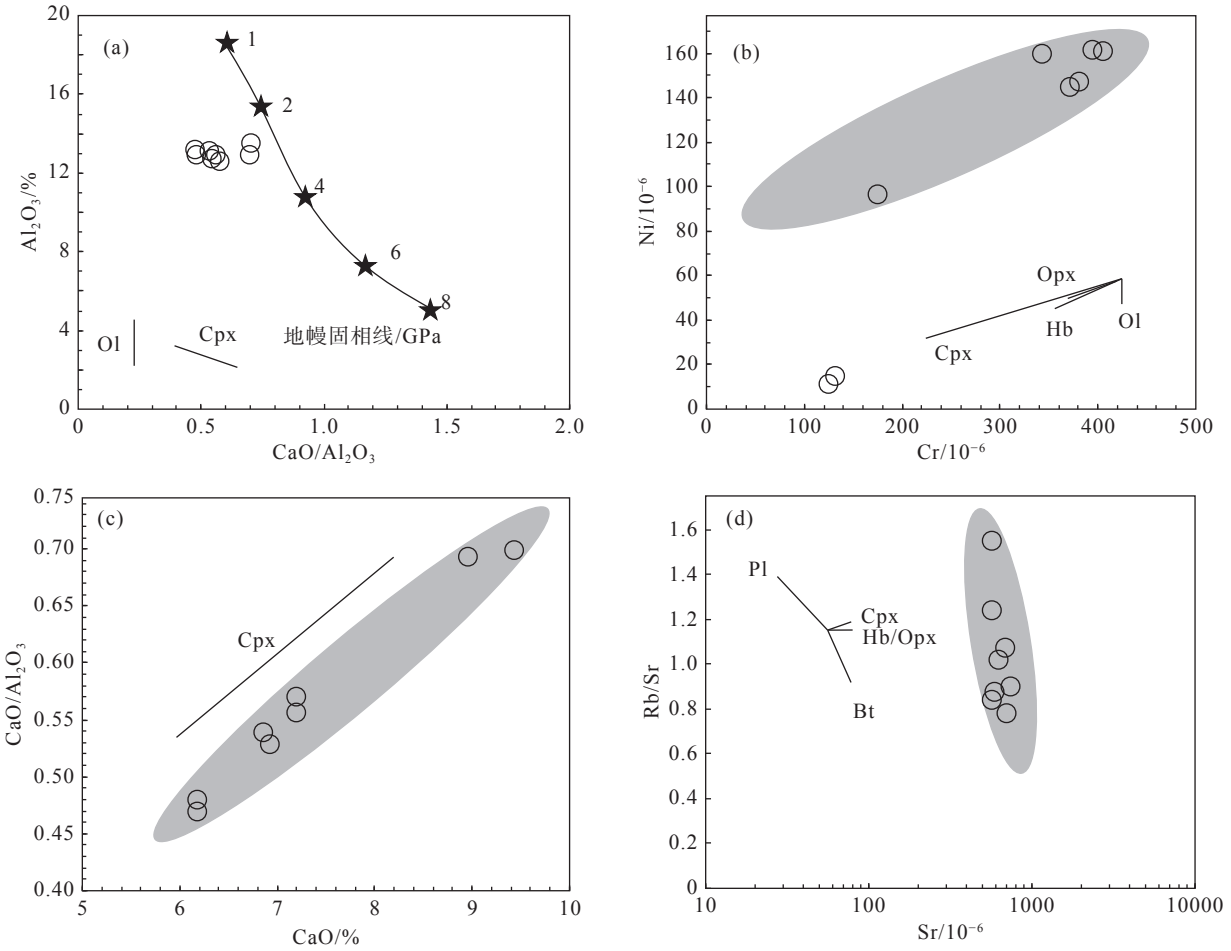 (a)
20
16
12
8
4
0
Al₂O₃/%
1
2
4
6
8
Ol
Cpx
地幔固相线/GPa
0
0.5
1.0
1.5
2.0
CaO/Al₂O₃
(b)
160
140
120
100
80
60
40
20
0
Ni/10⁻⁶
Opx
Hb
Ol
Cpx
0
100
200
300
400
500
Cr/10⁻⁶
(c)
0.75
0.70
0.65
0.60
0.55
0.50
0.45
0.40
CaO/Al₂O₃
Cpx
5
6
7
8
9
10
CaO/%
(d)
1.6
1.4
1.2
1.0
0.8
0.6
0.4
0.2
0
Rb/Sr
Pl
Cpx
Hb/Opx
Bt
10
100
1000
10000
Sr/10⁻⁶